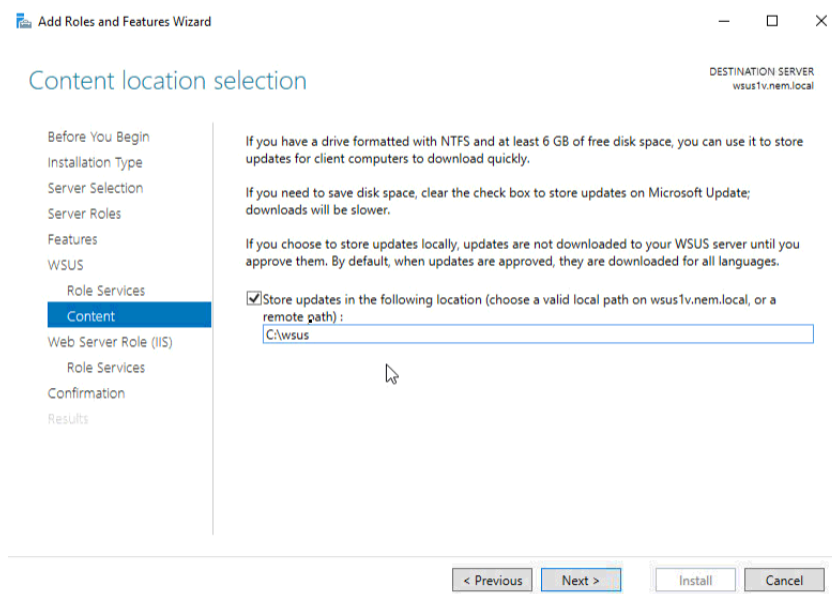 Add Roles and Features Wizard
Content location selection
DESTINATION SERVER
wsus1v.nem.local
Before You Begin
Installation Type
Server Selection
Server Roles
Features
WSUS
Role Services
Content
Web Server Role (IIS)
Role Services
Confirmation
Results
If you have a drive formatted with NTFS and at least 6 GB of free disk space, you can use it to store
updates for client computers to download quickly.
If you need to save disk space, clear the check box to store updates on Microsoft Update;
downloads will be slower.
If you choose to store updates locally, updates are not downloaded to your WSUS server until you
approve them. By default, when updates are approved, they are downloaded for all languages.
Store updates in the following location (choose a valid local path on wsus1v.nem.local, or a
remote path) :
C:\wsus
< Previous
Next >
Install
Cancel